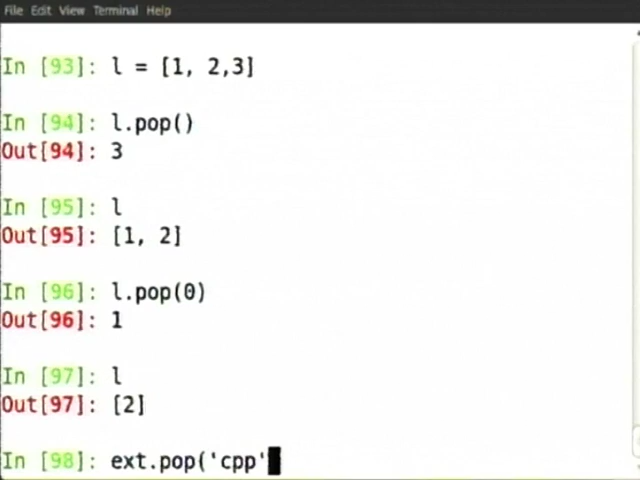 File Edit View Terminal Help
In [93]: l = [1, 2,3]
In [94]: l.pop()
Out[94]: 3
In [95]: l
Out[95]: [1, 2]
In [96]: l.pop(0)
Out[96]: 1
In [97]: l
Out[97]: [2]
In [98]: ext.pop('cpp'